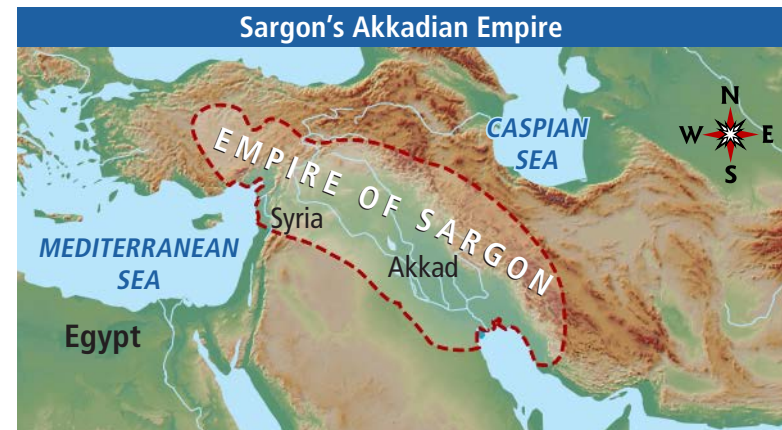 Sargon’s Akkadian Empire
N
W E
S
CASPIAN
SEA
EMPIRE OF SARGON
Syria
Akkad
MEDITERRANEAN
SEA
Egypt